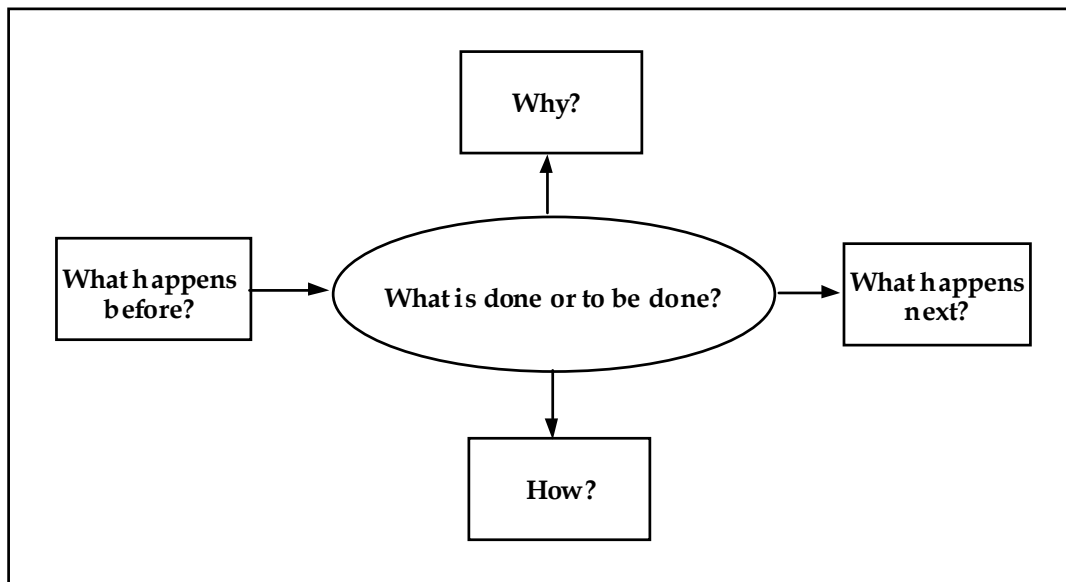 Why?
What happens
before?
What is done or to be done?
What happens
next?
How?